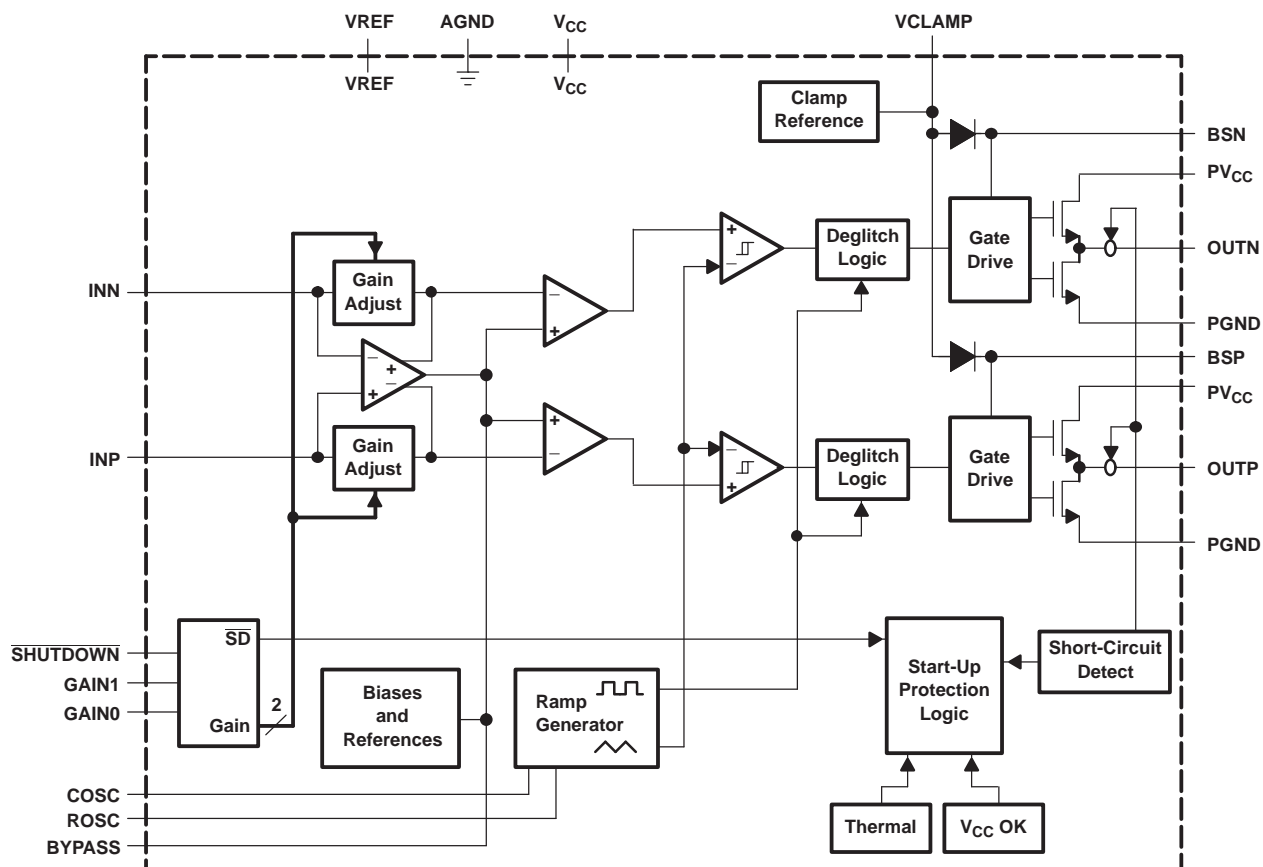 VREF AGND VCC VCLAMP
VREF VCC
Clamp
Reference
BSN
PVCC
Gain
Adjust
+
−
Deglitch
Logic
Gate
Drive
OUTN
INN
−
+
PGND
BSP
−
+
−
+
PVCC
Gain
Adjust
+
−
−
+
Deglitch
Logic
Gate
Drive
OUTP
INP
PGND
SHUTDOWN
GAIN1
GAIN0
SD
Gain
2
Biases
and
References
Ramp
Generator
Start-Up
Protection
Logic
Short-Circuit
Detect
COSC
ROSC
BYPASS
Thermal
VCC OK